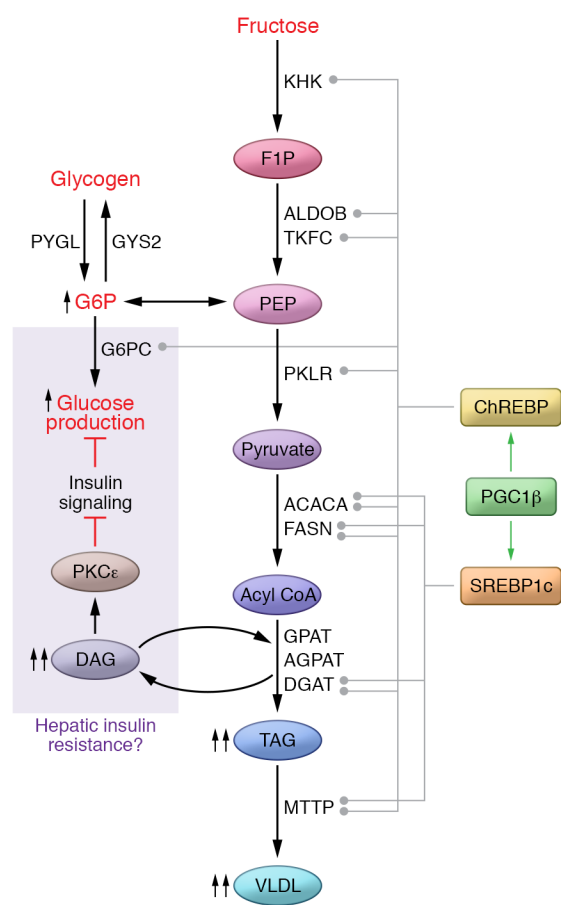 Fructose
KHK
F1P
Glycogen
ALDOB
TKFC
PYGL
GYS2
G6P
PEP
G6PC
PKLR
Glucose
production
ChREBP
Pyruvate
Insulin
signaling
ACACA
FASN
PGC1β
PKCε
Acyl CoA
SREBP1c
GPAT
AGPAT
DGAT
DAG
Hepatic insulin
resistance?
TAG
MTTP
VLDL